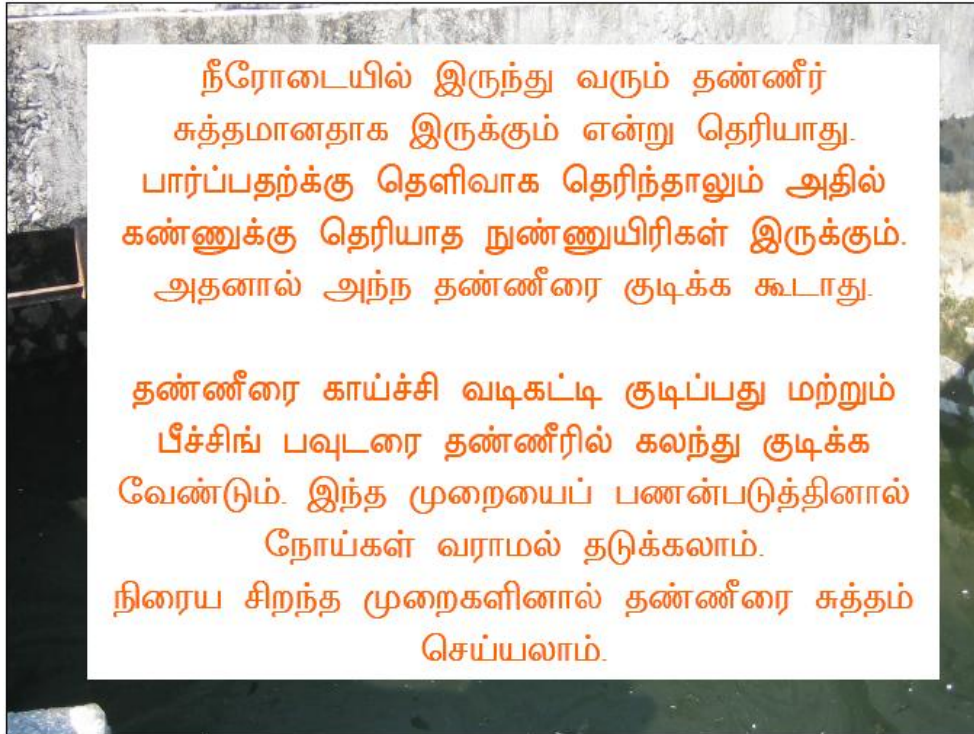 நீரோடையில் இருந்து வரும் தண்ணீர்
சுத்தமானதாக இருக்கும் என்று தெரியாது.
பார்ப்பதற்க்கு தெளிவாக தெரிந்தாலும் அதில்
கண்ணுக்கு தெரியாத நுண்ணுயிரிகள் இருக்கும்.
அதனால் அந்ந தண்ணீரை குடிக்க கூடாது.
தண்ணீரை காய்ச்சி வடிகட்டி குடிப்பது மற்றும்
பீச்சிங் பவுடரை தண்ணீரில் கலந்து குடிக்க
வேண்டும். இந்த முறையைப் பணன்படுத்தினால்
நோய்கள் வராமல் தடுக்கலாம்.
நிரைய சிறந்த முறைகளினால் தண்ணீரை சுத்தம்
செய்யலாம்.